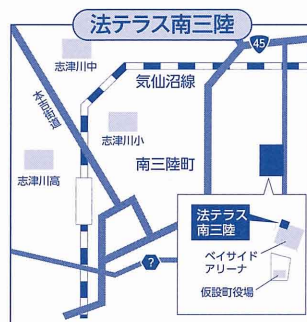 法テラス南三陸
志津川中
45
気仙沼線
本吉街道
志津川小
志津川高
南三陸町
法テラス
南三陸
ベイサイド
アリーナ
?
仮設町役場